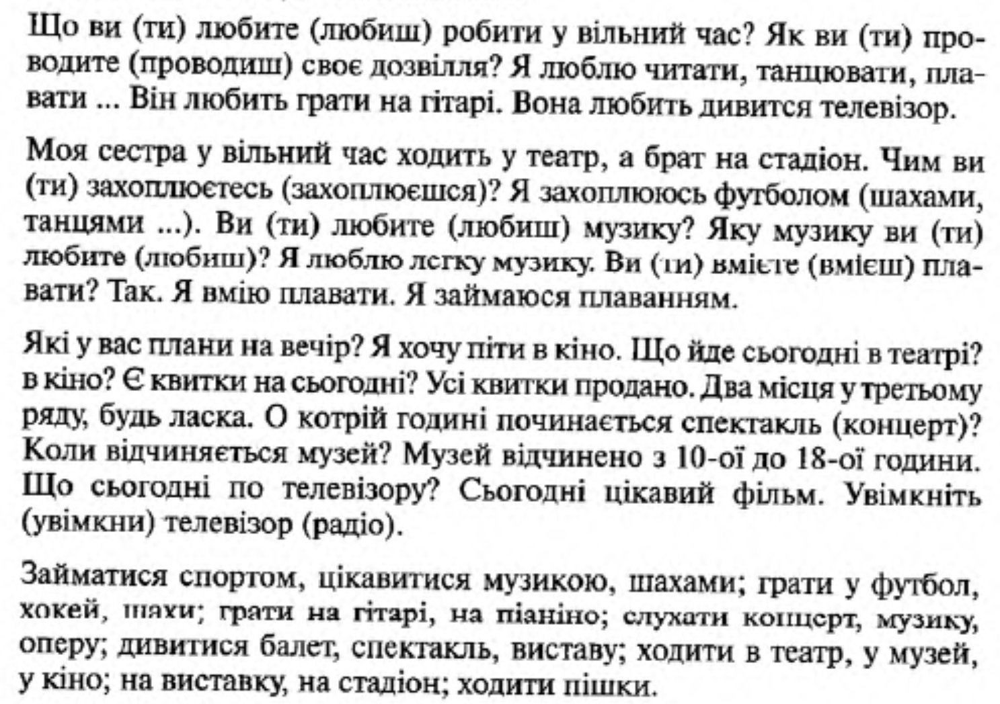 Що ви (ти) любите (любиш) робити у вільний час? Як ви (ти) про-
водите (проводиш) своє дозвілля? Я люблю читати, танцювати, пла-
вати ... Він любить грати на гітарі. Вона любить дивится телевізор.
Моя сестра у вільний час ходить у театр, а брат на стадіон. Чим ви
(ти) захоплюєтесь (захоплюєшся)? Я захоплююсь футболом (шахами,
танцями ...). Ви (ти) любите (любиш) музику? Яку музику ви (ти)
любите (любиш)? Я люблю легку музику. Ви (ти) вмієте (вмієш) пла-
вати? Так. Я вмію плавати. Я займаюся плаванням.
Які у вас плани на вечір? Я хочу піти в кіно. Що йде сьогодні в театрі?
в кіно? Є квитки на сьогодні? Усі квитки продано. Два місця у третьому
ряду, будь ласка. О котрій годині починається спектакль (концерт)?
Коли відчиняється музей? Музей відчинено з 10-ої до 18-ої години.
Що сьогодні по телевізору? Сьогодні цікавий фільм. Увімкніть
(увімкни) телевізор (радіо).
Займатися спортом, цікавитися музикою, шахами; грати у футбол,
хокей, шахи; грати на гітарі, на піаніно; слухати концерт, музику,
оперу; дивитися балет, спектакль, виставу; ходити в театр, у музей,
у кіно; на виставку, на стадіон; ходити пішки.